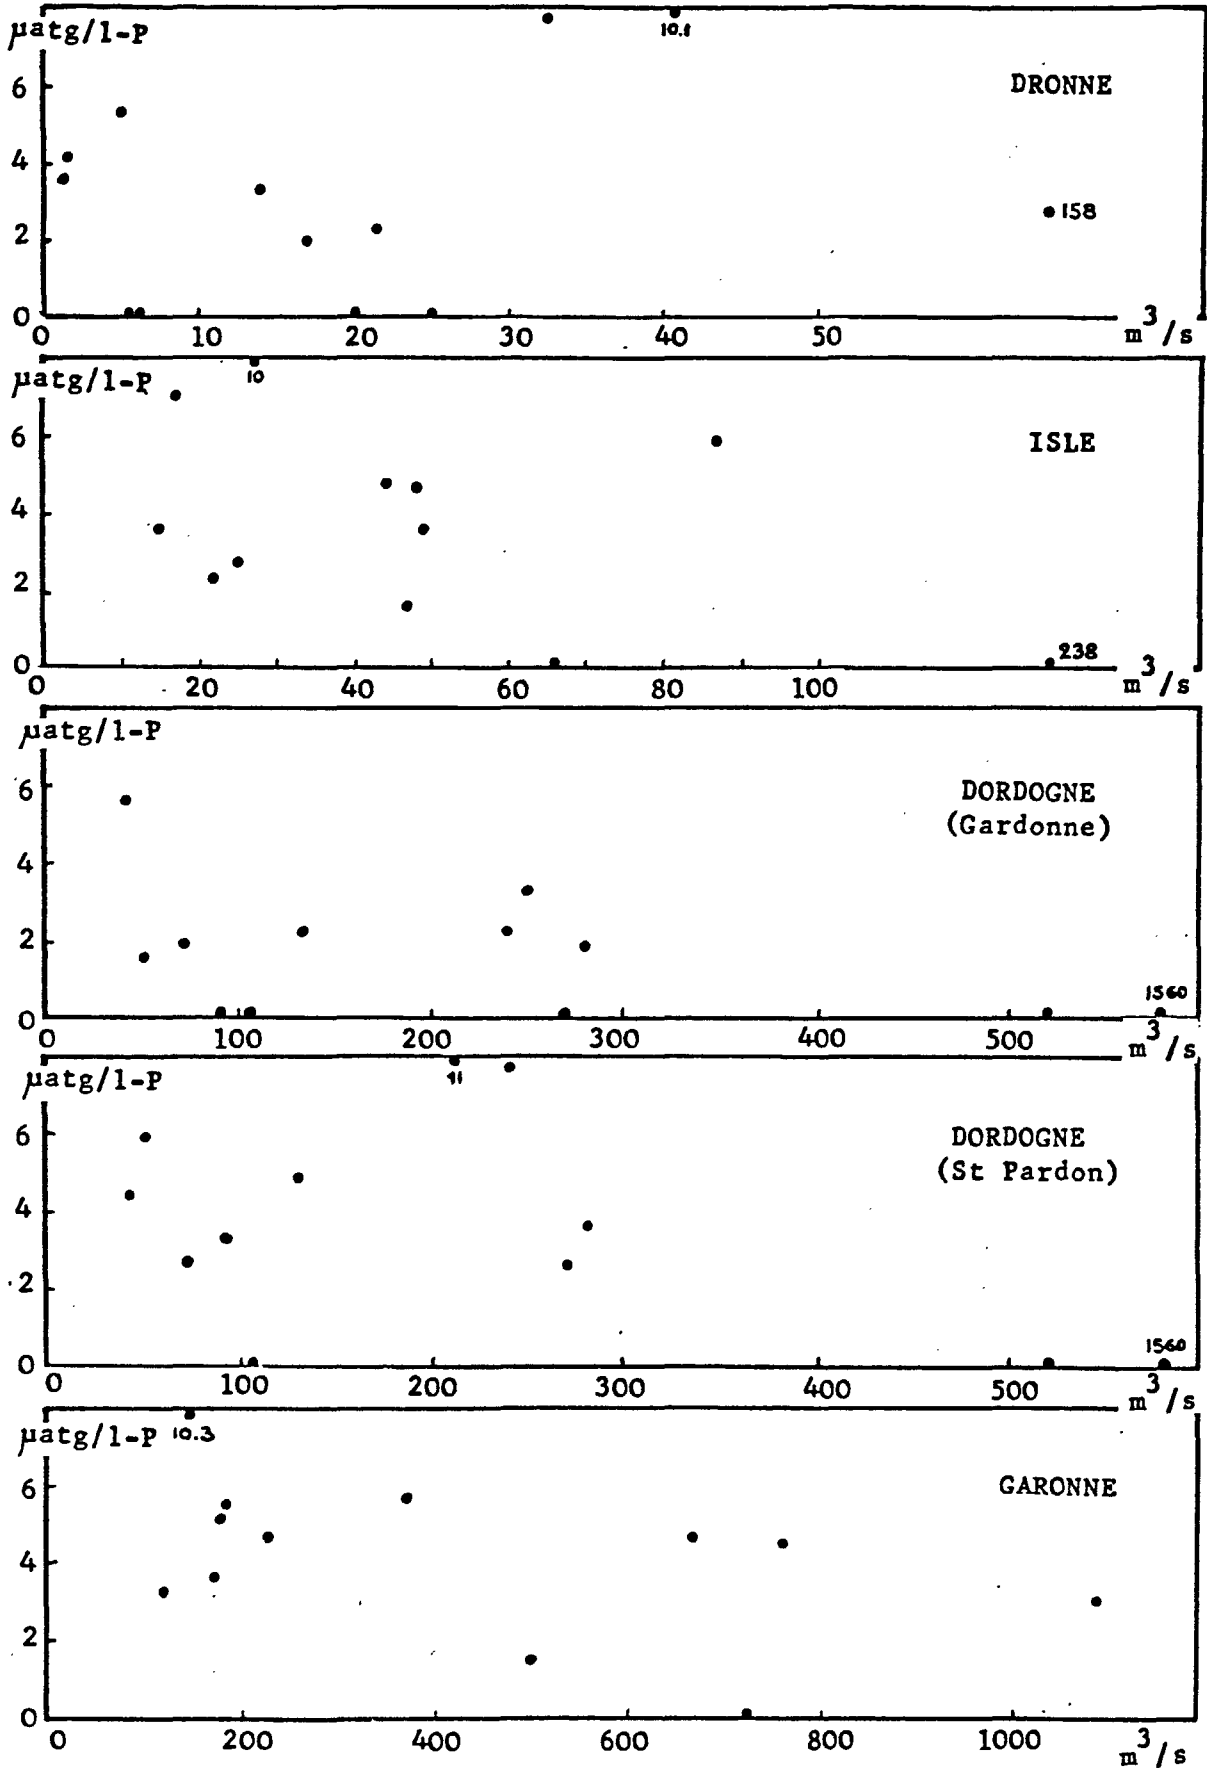 µatg/l-P
10.1
DRONNE
6
4
2
158
0
0 10 20 30 40 50 m³/s
µatg/l-P
10
ISLE
6
4
2
238
0
0 20 40 60 80 100 m³/s
µatg/l-P
DORDOGNE
(Gardonne)
6
4
2
1560
0
0 100 200 300 400 500 m³/s
µatg/l-P
11
DORDOGNE
(St Pardon)
6
4
2
1560
0
0 100 200 300 400 500 m³/s
µatg/l-P 10.3
GARONNE
6
4
2
0
0 200 400 600 800 1000 m³/s